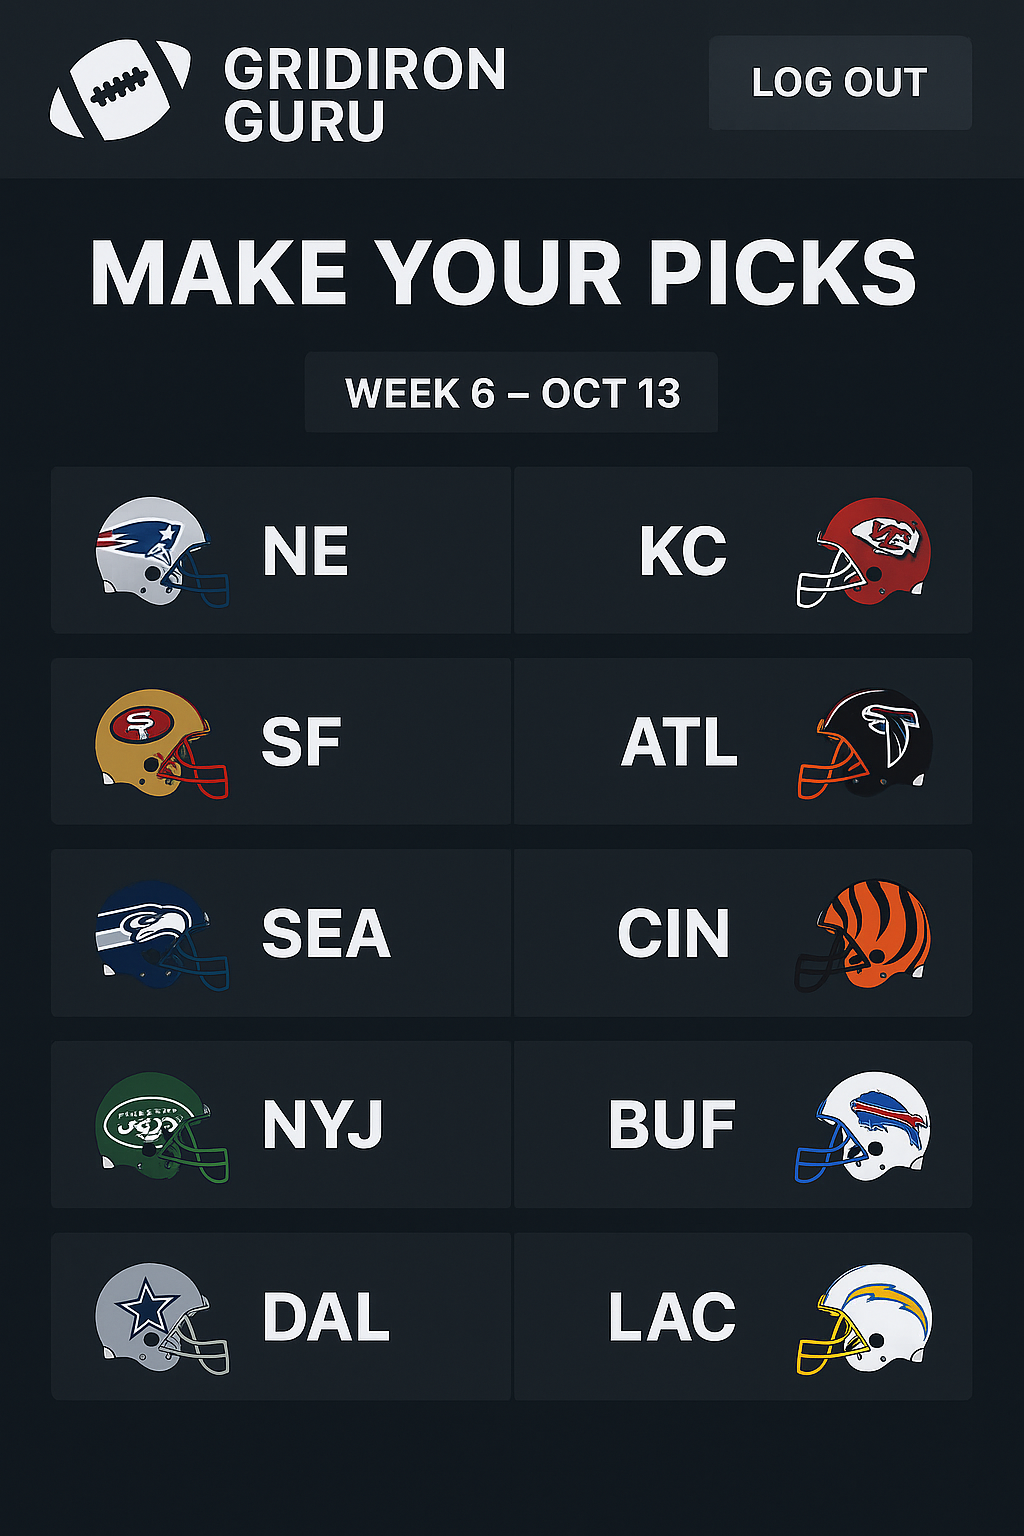 GRIDIRON
GURU
LOG OUT
MAKE YOUR PICKS
WEEK 6 – OCT 13
NE
KC
SF
ATL
SEA
CIN
NYJ
BUF
DAL
LAC